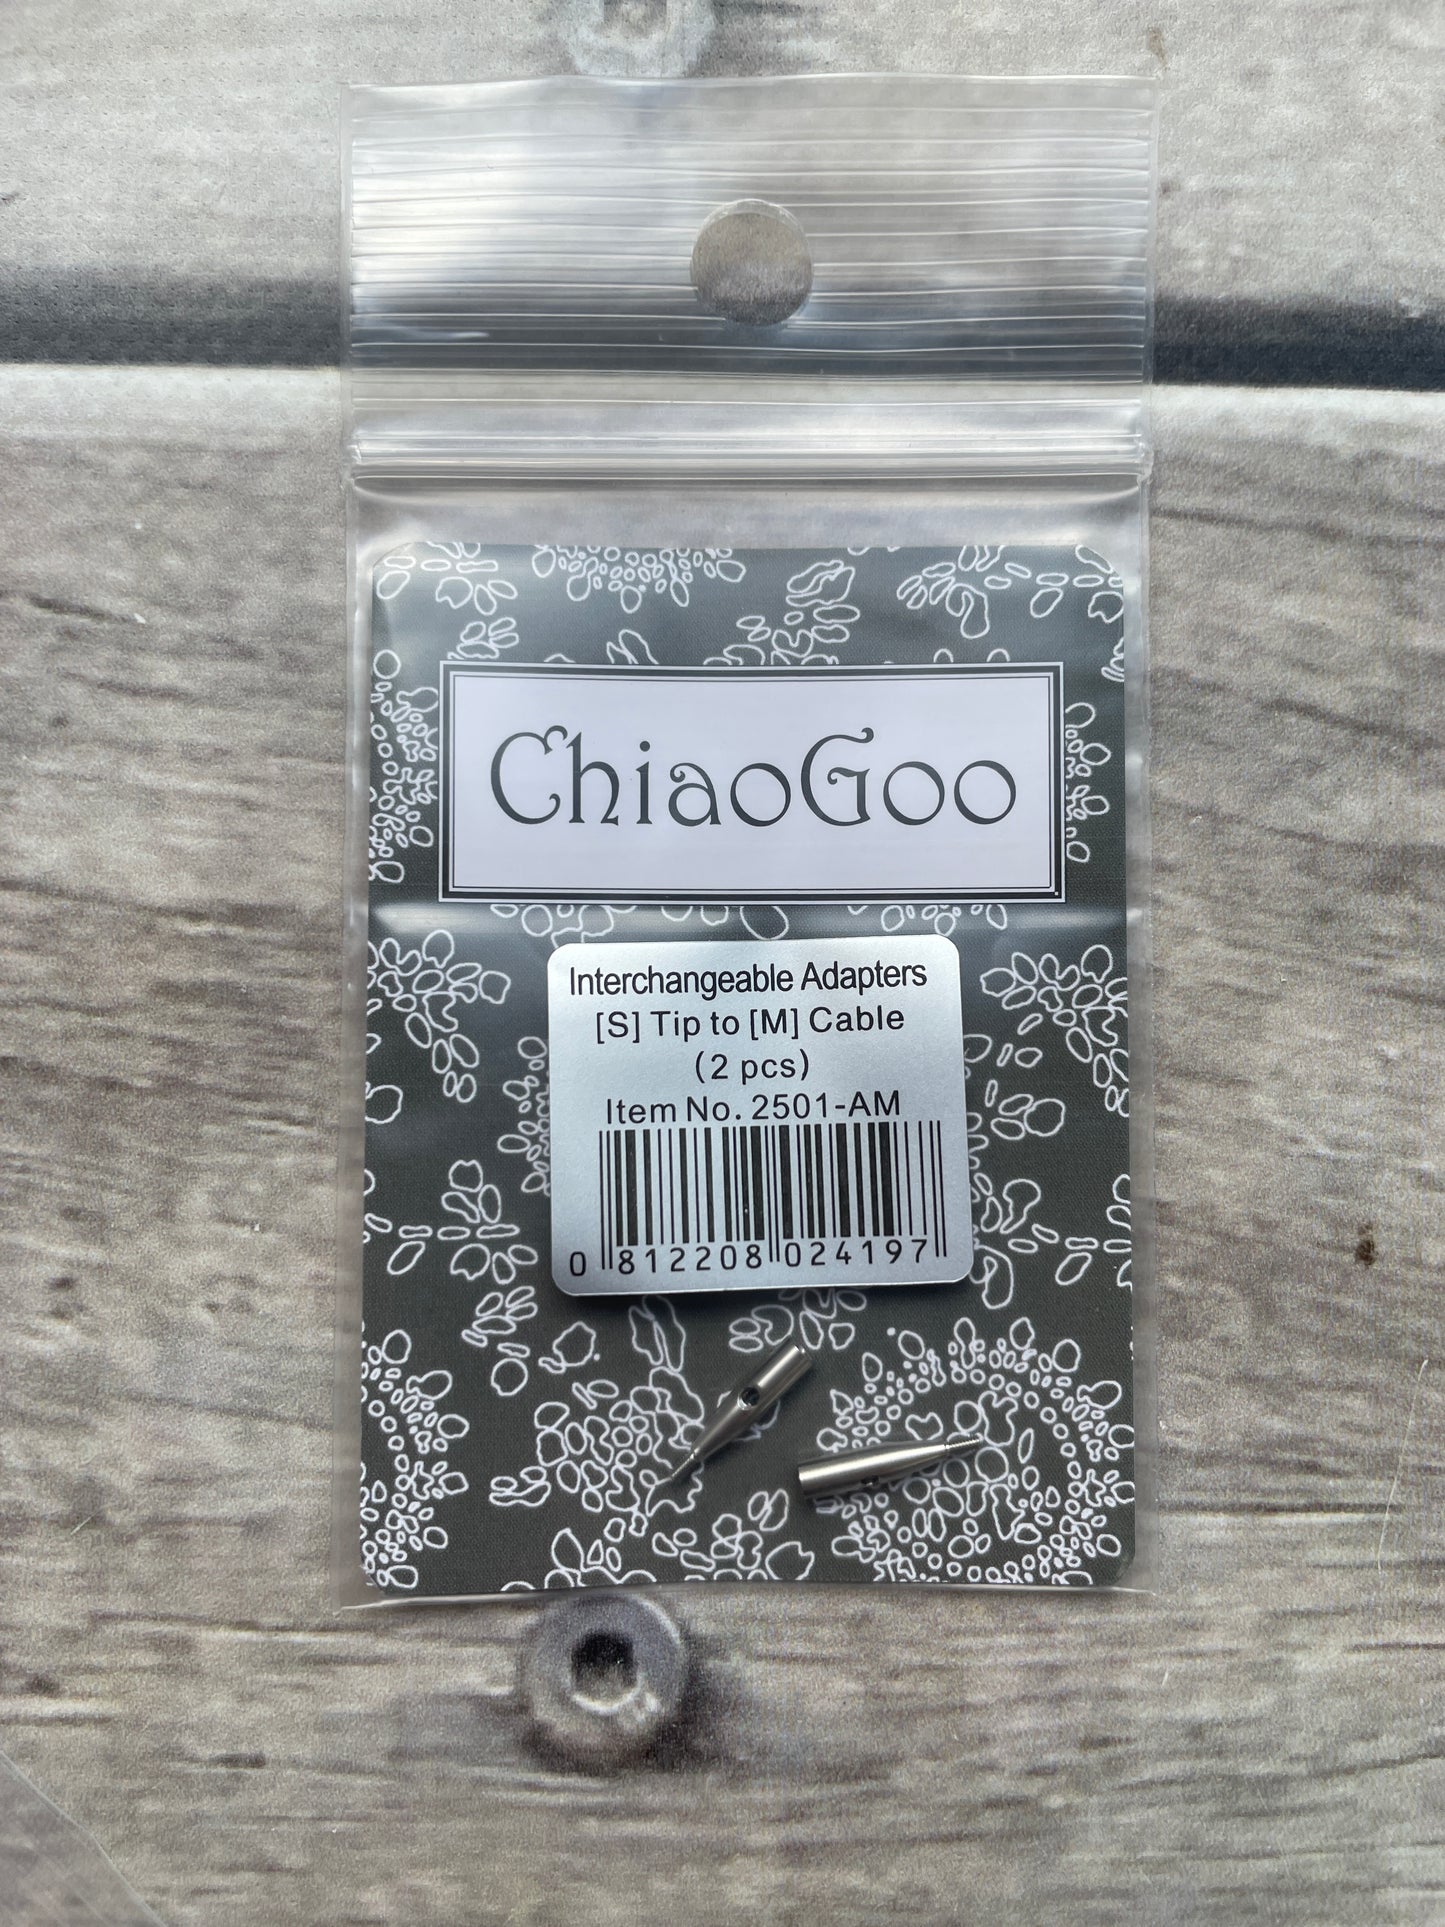 ChiaoGoo
Interchangeable Adapters
[S] Tip to [M] Cable
(2 pcs)
Item No. 2501-AM
0 812208 024197